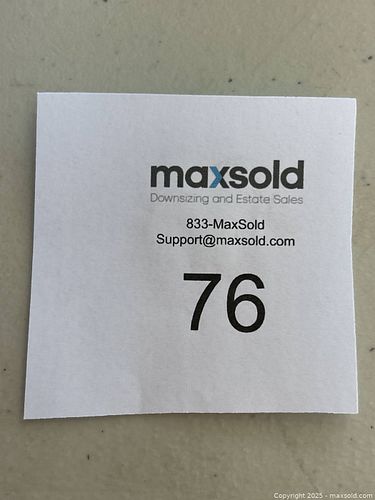 maxsold
Downsizing and Estate Sales
833-MaxSold
Support@maxsold.com
76
Copyright 2025 - maxsold.com